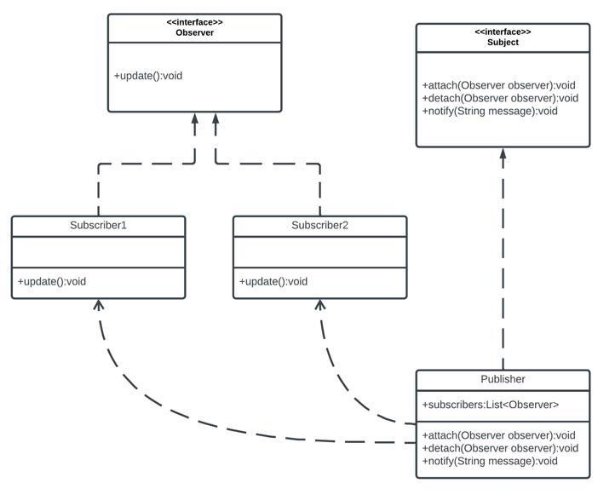 <<interface>>
Observer
+update():void
<<interface>>
Subject
+attach(Observer observer):void
+detach(Observer observer):void
+notify(String message):void
Subscriber1
+update():void
Subscriber2
+update():void
Publisher
+subscribers:List<Observer>
+attach(Observer observer):void
+detach(Observer observer):void
+notify(String message):void